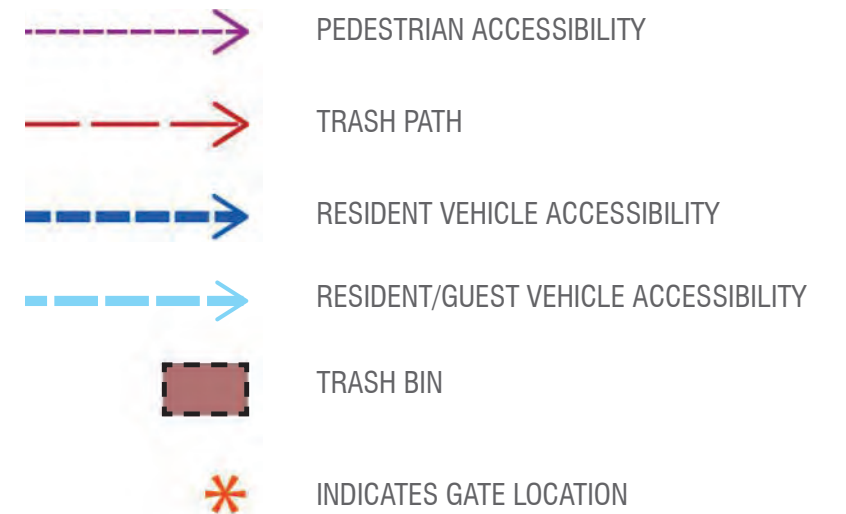 PEDESTRIAN ACCESSIBILITY
TRASH PATH
RESIDENT VEHICLE ACCESSIBILITY
RESIDENT/GUEST VEHICLE ACCESSIBILITY
TRASH BIN
INDICATES GATE LOCATION